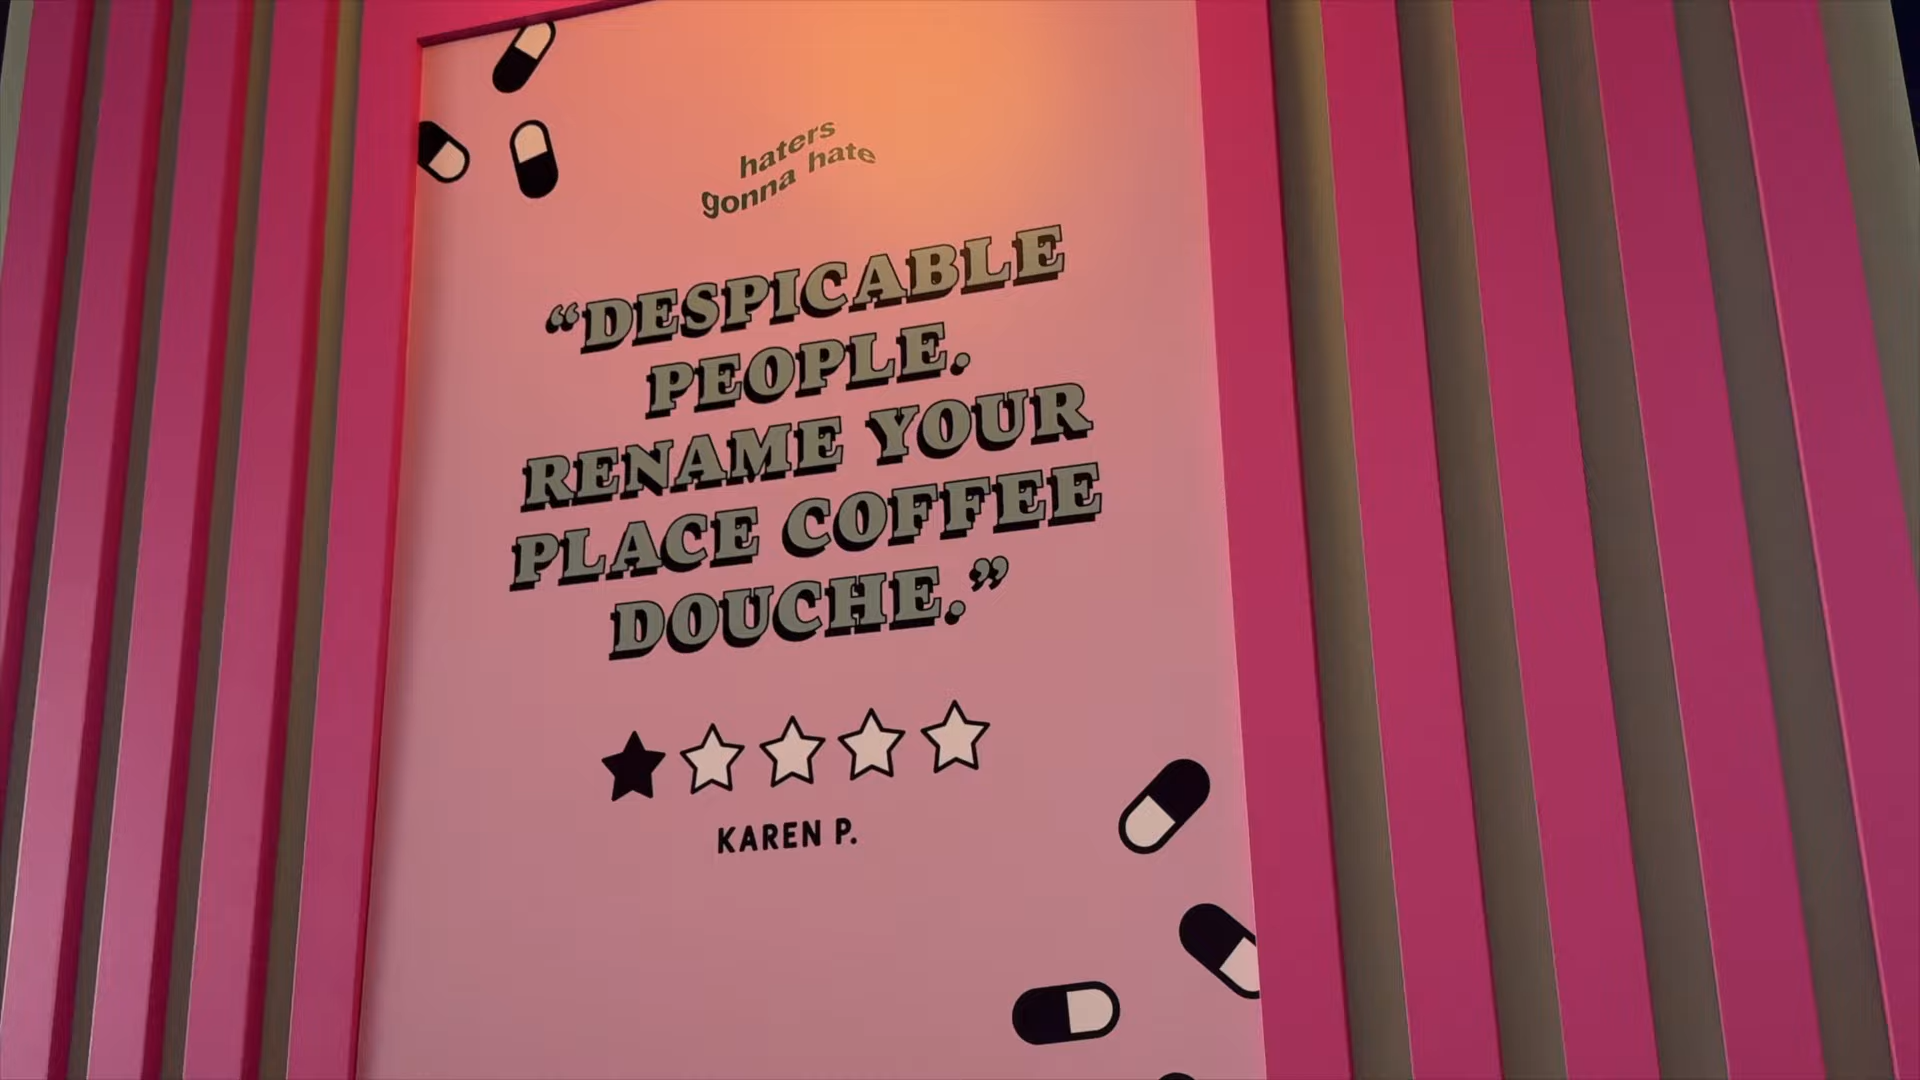 haters
gonna hate
“DESPICABLE
PEOPLE.
RENAME YOUR
PLACE COFFEE
DOUCHE.”
KAREN P.